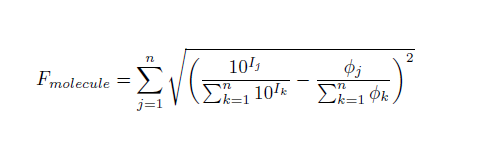 F_{molecule} = \sum_{j=1}^{n} \sqrt{\left( \frac{10^{I_j}}{\sum_{k=1}^{n} 10^{I_k}} - \frac{\phi_j}{\sum_{k=1}^{n} \phi_k} \right)^2}